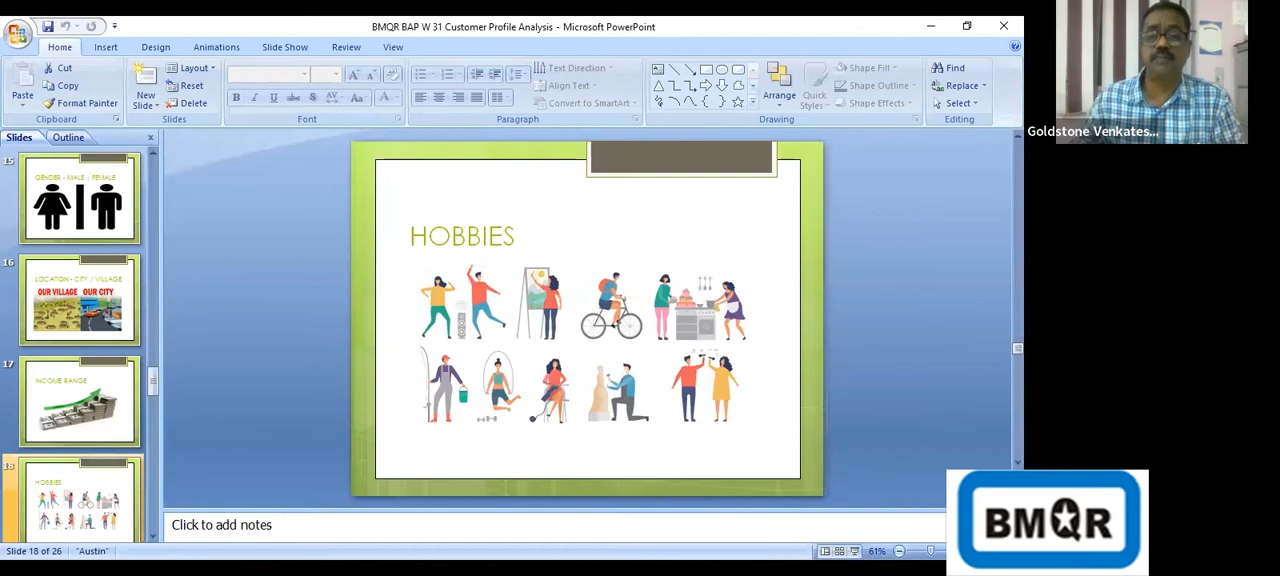 BMQR BAP W 31 Customer Profile Analysis - Microsoft PowerPoint
Home Insert Design Animations Slide Show Review View
Paste
Cut
Copy
Format Painter
Clipboard
New Slide
Layout
Reset
Delete
Slides
B I U abc S AV Aa A
Font
Text Direction
Align Text
Convert to SmartArt
Paragraph
Arrange
Quick Styles
Shape Fill
Shape Outline
Shape Effects
Drawing
Find
Replace
Select
Editing
Goldstone Venkates...
Slides Outline
15
GENDER - MALE / FEMALE
16
LOCATION - CITY / VILLAGE
OUR VILLAGE OUR CITY
17
INCOME RANGE
18
HOBBIES
HOBBIES
Click to add notes
BMQR
Slide 18 of 26 "Austin" 61%